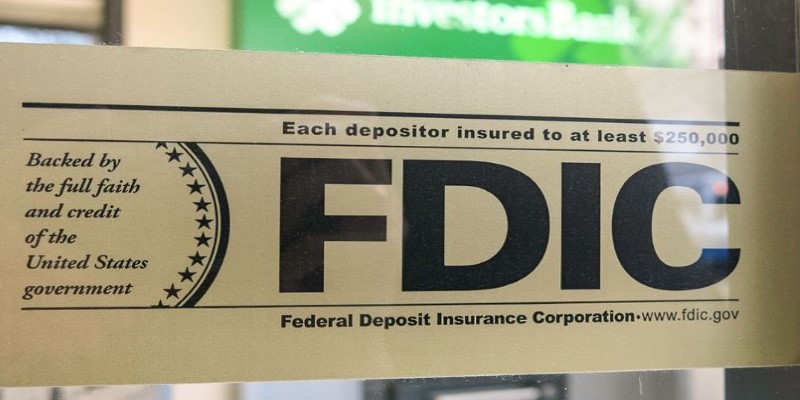 InvestorsBank
Each depositor insured to at least $250,000
Backed by
the full faith
and credit
of the
United States
government
FDIC
Federal Deposit Insurance Corporation•www.fdic.gov